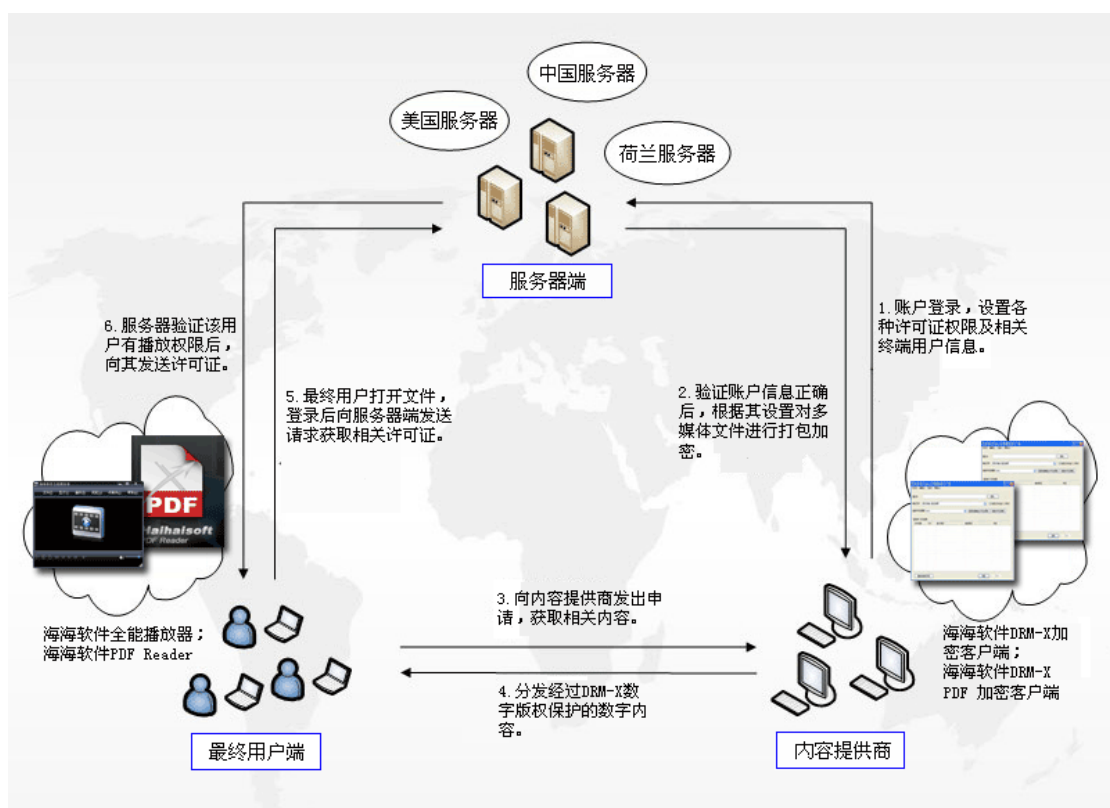 中国服务器
美国服务器
荷兰服务器
服务器端
1.账户登录，设置各
种许可证权限及相关
终端用户信息。
6.服务器验证该用
户有播放权限后，
向其发送许可证。
5.最终用户打开文件，
登录后向服务器端发送
请求获取相关许可证。
2.验证账户信息正确
后，根据其设置对多
媒体文件进行打包加
密。
PDF
Haihaisoft
PDF Reader
海海软件全能播放器；
海海软件PDF Reader
3.向内容提供商发出申
请，获取相关内容。
4.分发经过DRM-X数
字版权保护的数字内
容。
海海软件DRM-X加
密客户端；
海海软件DRM-X
PDF 加密客户端
最终用户端
内容提供商